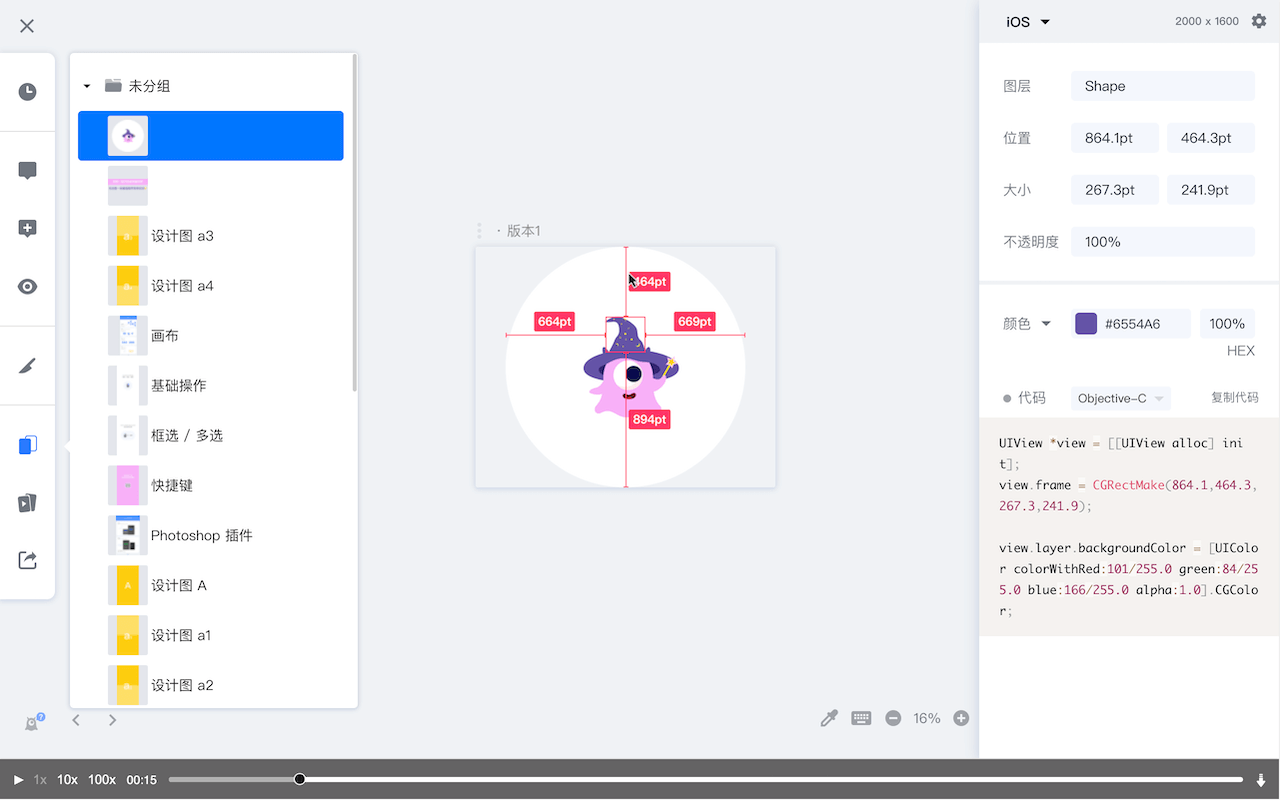 iOS
2000 x 1600
未分组
设计图 a3
设计图 a4
画布
基础操作
框选 / 多选
快捷键
Photoshop 插件
设计图 A
设计图 a1
设计图 a2
· 版本1
464pt
664pt
669pt
894pt
16%
图层
Shape
位置
864.1pt
464.3pt
大小
267.3pt
241.9pt
不透明度
100%
颜色
#6554A6
100%
HEX
代码
Objective-C
复制代码
UIView *view = [[UIView alloc] ini
t];
view.frame = CGRectMake(864.1,464.3,
267.3,241.9);
view.layer.backgroundColor = [UIColo
r colorWithRed:101/255.0 green:84/25
5.0 blue:166/255.0 alpha:1.0].CGColo
r;
1x
10x
100x
00:15